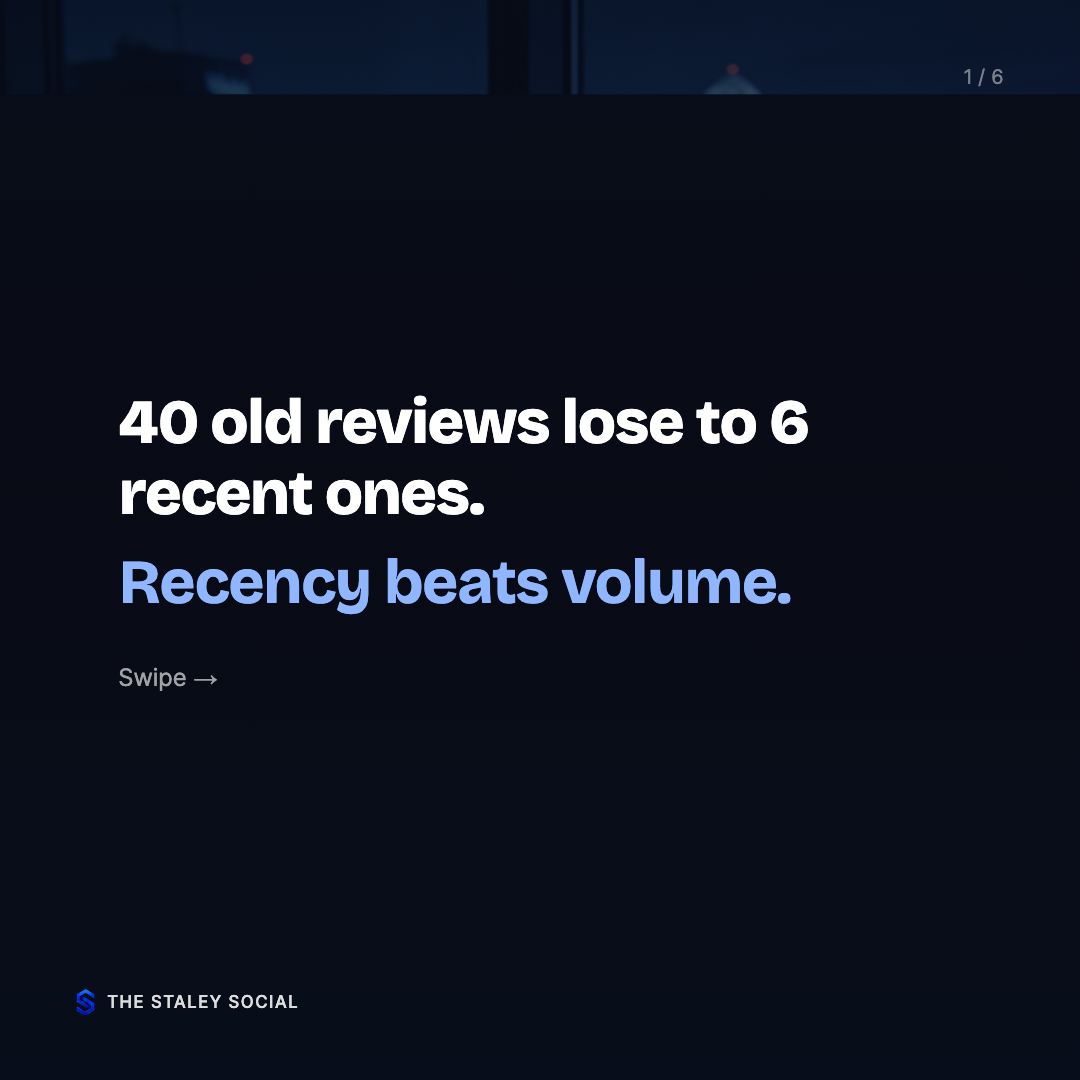 1 / 6
40 old reviews lose to 6
recent ones.
Recency beats volume.
Swipe →
THE STALEY SOCIAL